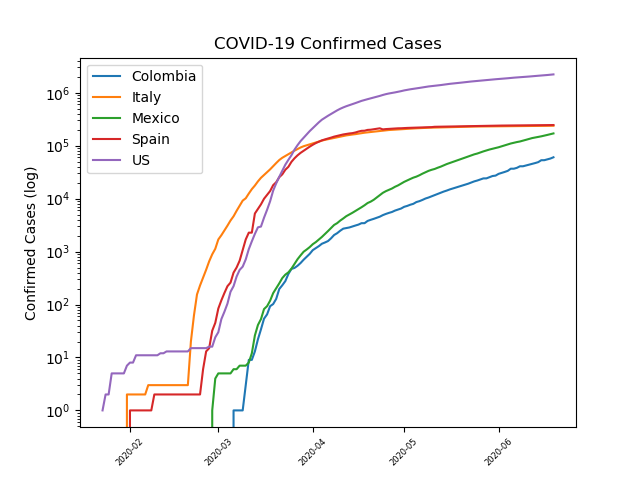 COVID-19 Confirmed Cases
Colombia
Italy
Mexico
Spain
US
Confirmed Cases (log)
10^6
10^5
10^4
10^3
10^2
10^1
10^0
2020-02
2020-03
2020-04
2020-05
2020-06